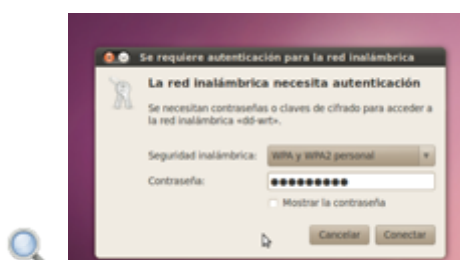 Se requiere autenticación para la red inalámbrica
La red inalámbrica necesita autenticación
Se necesitan contraseñas o claves de cifrado para acceder a
la red inalámbrica «dd-wrt».
Seguridad inalámbrica: WPA y WPA2 personal
Contraseña: ●●●●●●●●●
Mostrar la contraseña
Cancelar Conectar